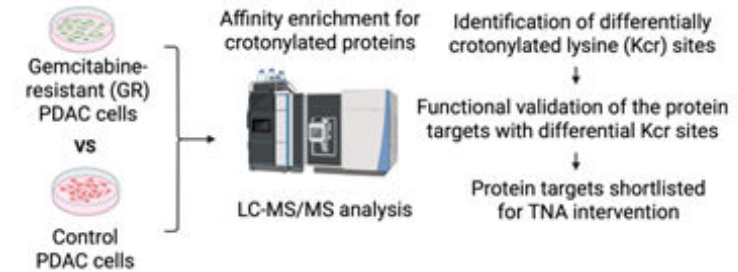 Gemcitabine-
resistant (GR)
PDAC cells
vs
Control
PDAC cells
Affinity enrichment for
crotonylated proteins
LC-MS/MS analysis
Identification of differentially
crotonylated lysine (Kcr) sites
Functional validation of the protein
targets with differential Kcr sites
Protein targets shortlisted
for TNA intervention